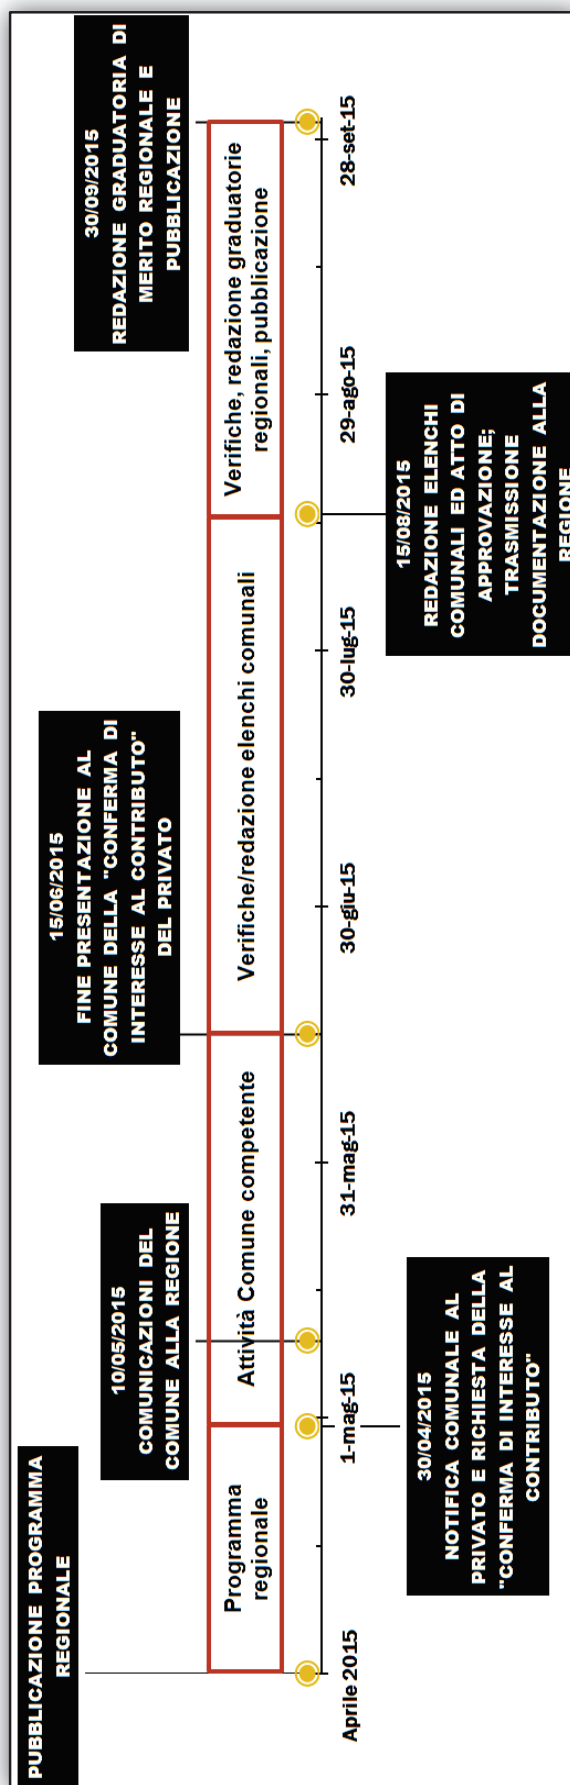 PUBBLICAZIONE PROGRAMMA
REGIONALE
10/05/2015
COMUNICAZIONI DEL
COMUNE ALLA REGIONE
15/06/2015
FINE PRESENTAZIONE AL
COMUNE DELLA "CONFERMA DI
INTERESSE AL CONTRIBUTO"
DEL PRIVATO
30/09/2015
REDAZIONE GRADUATORIA DI
MERITO REGIONALE E
PUBBLICAZIONE
Programma
regionale
Attività Comune competente
Verifiche/redazione elenchi comunali
Verifiche, redazione graduatorie
regionali, pubblicazione
Aprile 2015
1-mag-15
31-mag-15
30-giu-15
30-lug-15
29-ago-15
28-set-15
30/04/2015
NOTIFICA COMUNALE AL
PRIVATO E RICHIESTA DELLA
"CONFERMA DI INTERESSE AL
CONTRIBUTO"
15/08/2015
REDAZIONE ELENCHI
COMUNALI ED ATTO DI
APPROVAZIONE;
TRASMISSIONE
DOCUMENTAZIONE ALLA
REGIONE